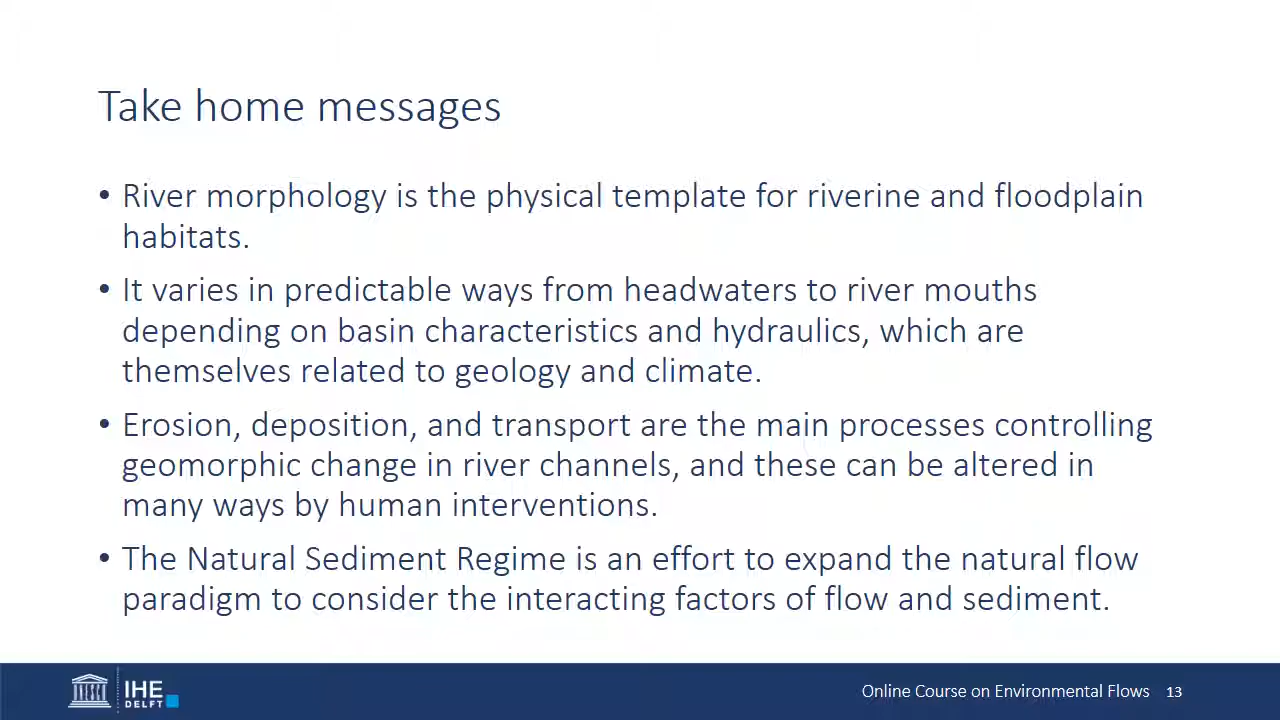 Take home messages
• River morphology is the physical template for riverine and floodplain
habitats.
• It varies in predictable ways from headwaters to river mouths
depending on basin characteristics and hydraulics, which are
themselves related to geology and climate.
• Erosion, deposition, and transport are the main processes controlling
geomorphic change in river channels, and these can be altered in
many ways by human interventions.
• The Natural Sediment Regime is an effort to expand the natural flow
paradigm to consider the interacting factors of flow and sediment.
IHE
DELFT
Online Course on Environmental Flows 13